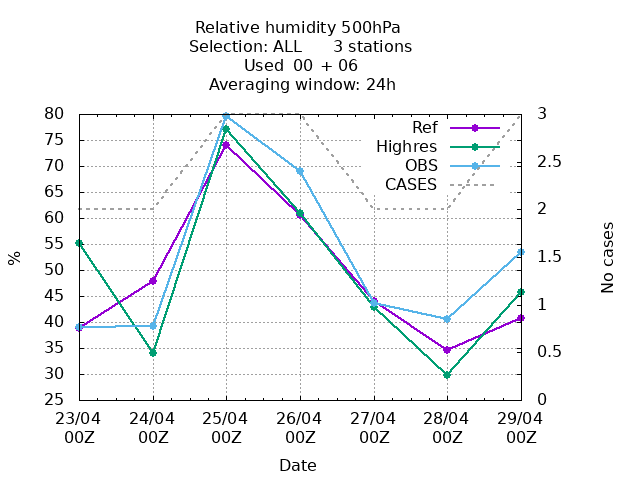 Relative humidity 500hPa
Selection: ALL 3 stations
Used 00 + 06
Averaging window: 24h
80
75
70
65
60
55
50
45
40
35
30
25
%
3
2.5
2
1.5
1
0.5
0
No cases
Ref
Highres
OBS
CASES
23/04 24/04 25/04 26/04 27/04 28/04 29/04
00Z 00Z 00Z 00Z 00Z 00Z 00Z
Date